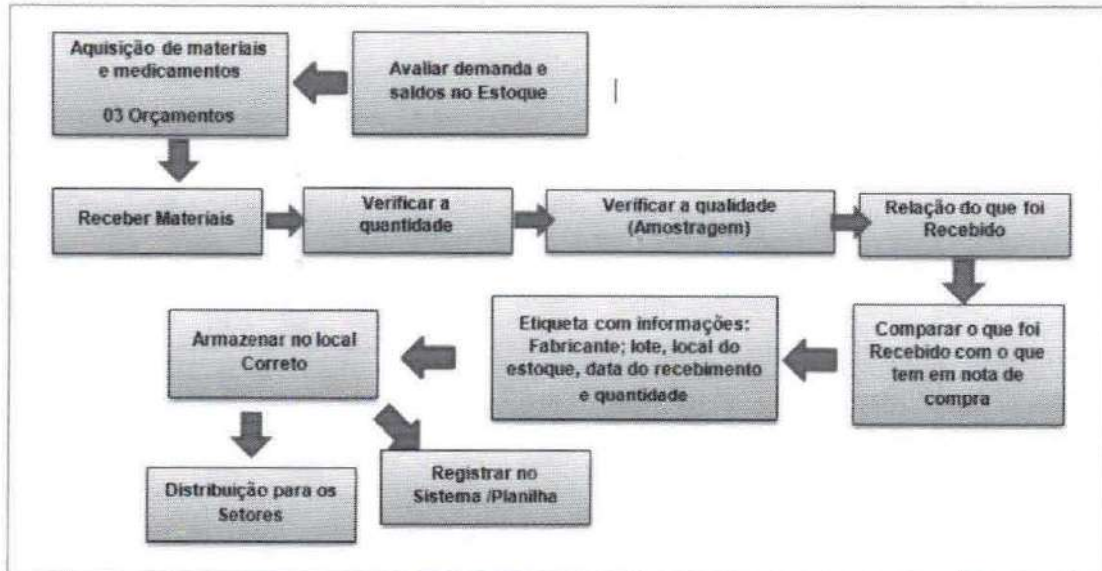 Aquisição de materiais
e medicamentos
03 Orçamentos
Avaliar demanda e
saldos no Estoque
Receber Materiais
Verificar a
quantidade
Verificar a qualidade
(Amostragem)
Relação do que foi
Recebido
Armazenar no local
Correto
Etiqueta com informações:
Fabricante; lote, local do
estoque, data do recebimento
e quantidade
Comparar o que foi
Recebido com o que
tem em nota de
compra
Distribuição para os
Setores
Registrar no
Sistema /Planilha